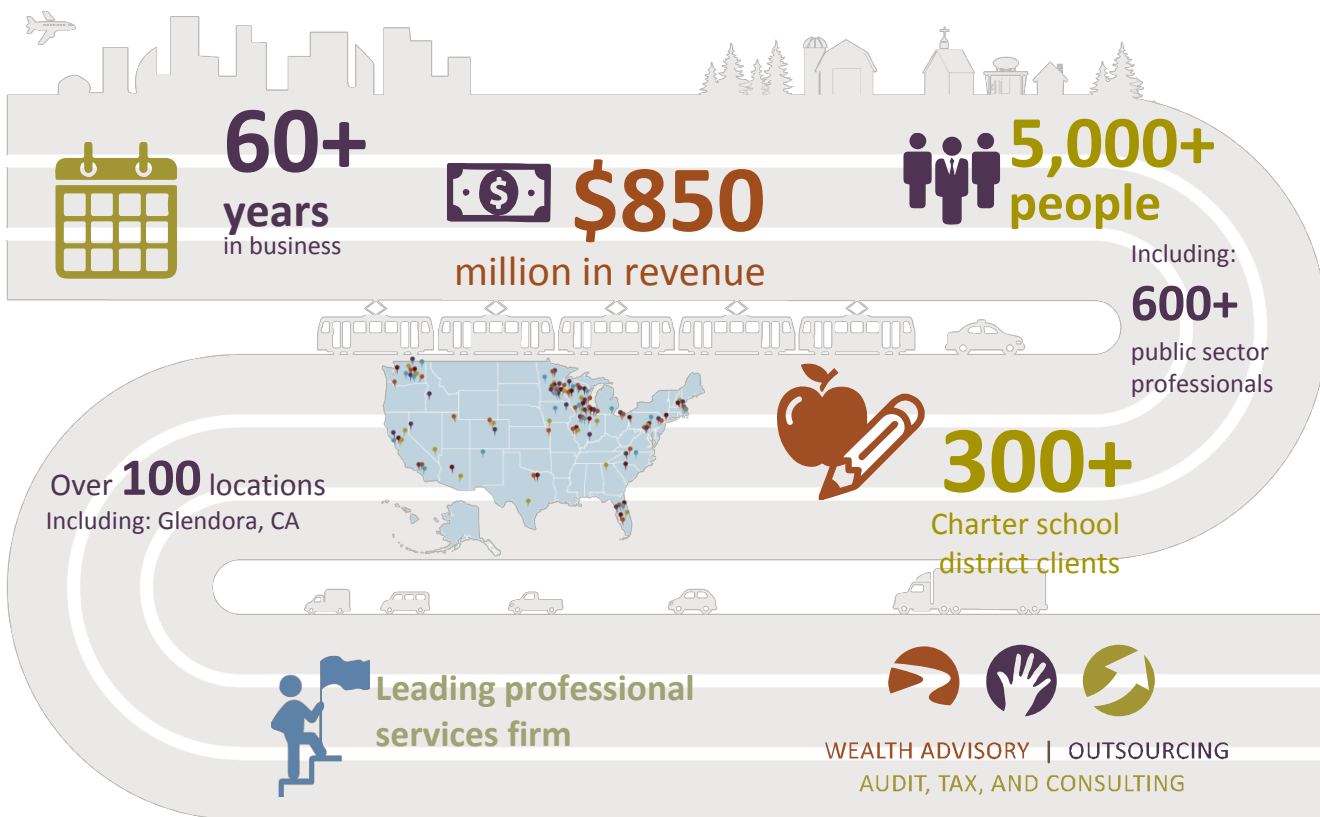 60+
years
in business
$850
million in revenue
5,000+
people
Including:
600+
public sector
professionals
Over 100 locations
Including: Glendora, CA
300+
Charter school
district clients
Leading professional
services firm
WEALTH ADVISORY | OUTSOURCING
AUDIT, TAX, AND CONSULTING